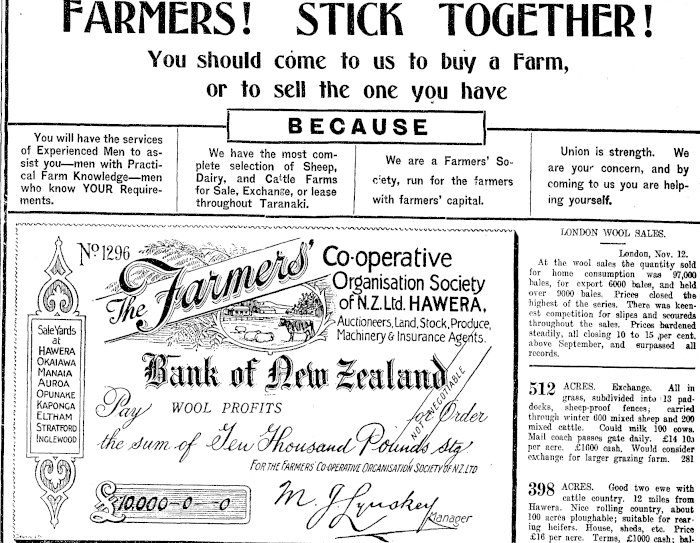 FARMERS! STICK TOGETHER!
You should come to us to buy a Farm,
or to sell the one you have
BECAUSE
You will have the services
of Experienced Men to as-
sist you—men with Practi-
cal Farm Knowledge—men
who know YOUR Require-
ments.
We have the most com-
plete selection of Sheep,
Dairy, and Cattle Farms
for Sale, Exchange, or lease
throughout Taranaki.
We are a Farmers' So-
ciety, run for the farmers
with farmers' capital.
Union is strength. We
are your concern, and by
coming to us you are help-
ing yourself.
No 1296
The Farmers'
Co-operative
Organisation Society
of N.Z. Ltd. HAWERA,
Auctioneers, Land, Stock, Produce,
Machinery & Insurance Agents.
Sale Yards
at
HAWERA
OKAIAWA
MANAIA
AUROA
OPUNAKE
KAPONGA
ELTHAM
STRATFORD
INGLEWOOD
Bank of New Zealand
NOT NEGOTIABLE
Pay WOOL PROFITS or Order
the sum of Ten Thousand Pounds stg
FOR THE FARMERS' CO-OPERATIVE ORGANISATION SOCIETY OF N.Z. LTD
£10,000-0-0
M. J. Lynskey
Manager
LONDON WOOL SALES.
London, Nov. 12.
At the wool sales the quantity sold
for home consumption was 97,000
bales, for export 6000 bales, and held
over 9000 bales. Prices closed the
highest of the series. There was keen-
est competition for slipes and scoureds
throughout the sales. Prices hardened
steadily, all closing 10 to 15 per cent.
above September, and surpassed all
records.
512 ACRES. Exchange. All in
grass, subdivided into 13 pad-
docks, sheep-proof fences; carried
through winter 600 mixed sheep and 200
mixed cattle. Could milk 100 cows.
Mail coach passes gate daily. £14 10s
per acre. £1000 cash. Would consider
exchange for larger grazing farm. 281
398 ACRES. Good two ewe with
cattle country. 12 miles from
Hawera. Nice rolling country, about
100 acres ploughable; suitable for rear-
ing heifers. House, sheds, etc. Price
£16 per acre. Terms, £1000 cash; bal-